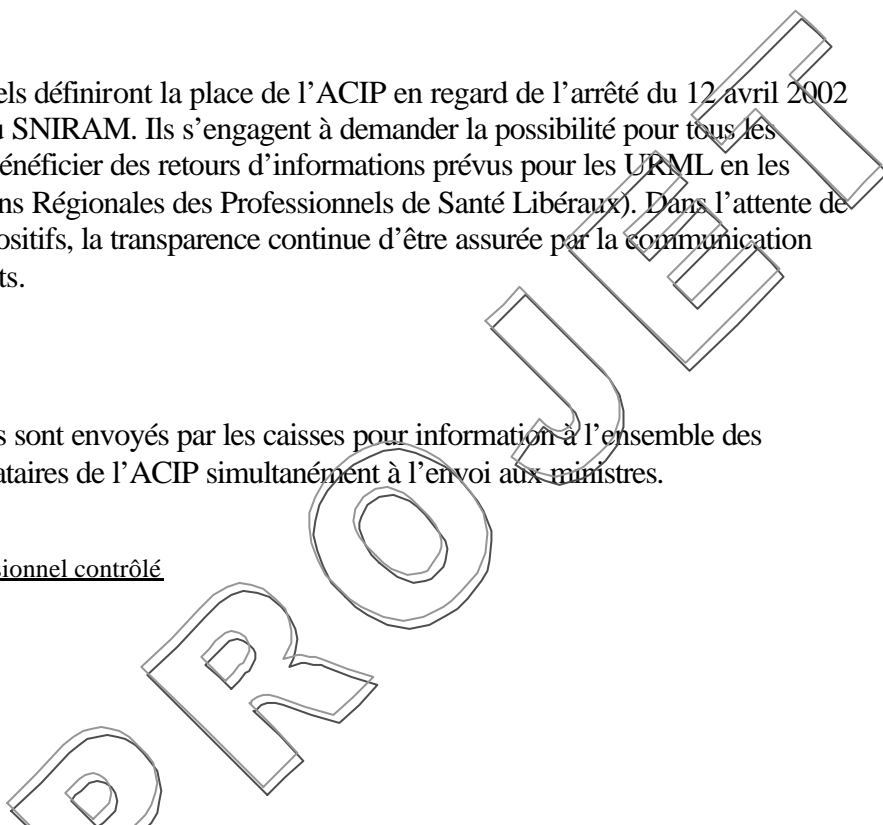 els définiront la place de l’ACIP en regard de l’arrêté du 12 avril 2002
u SNIRAM. Ils s’engagent à demander la possibilité pour tous les
énéficier des retours d’informations prévus pour les URML en les
ns Régionales des Professionnels de Santé Libéraux). Dans l’attente de
ositifs, la transparence continue d’être assurée par la communication
ts.
s sont envoyés par les caisses pour information à l’ensemble des
ataires de l’ACIP simultanément à l’envoi aux ministres.
sionnel contrôlé
PROJET